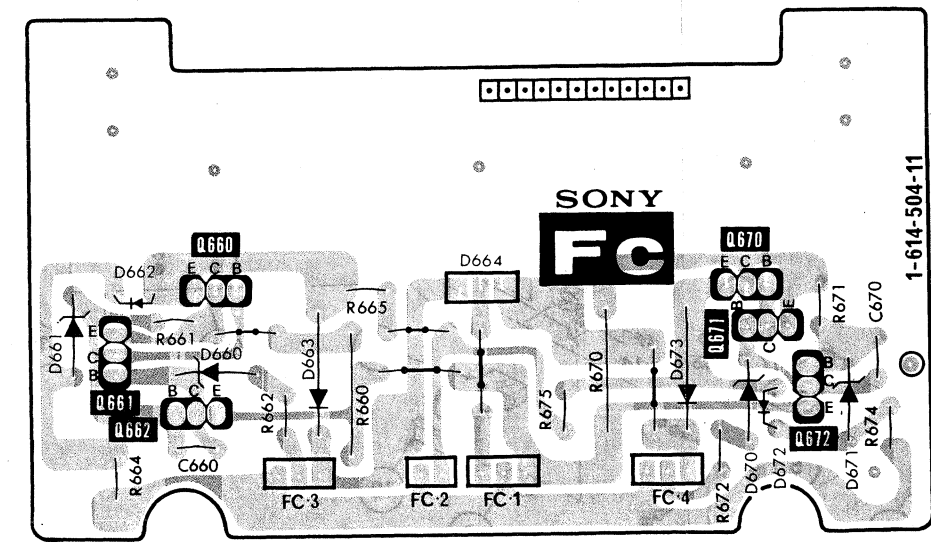 SONY
Fc
1-614-504-11
Q660
E C B
D662
D664
Q670
E C B
R671
C670
R665
B E
C
Q671
D661
E
C
B
R661
D660
D663
R660
R670
D673
B C E
Q661
Q662
R662
R675
B
C
E
Q672
R674
C660
R664
FC·3
FC·2
FC·1
FC·4
R672
D670
D672
D671